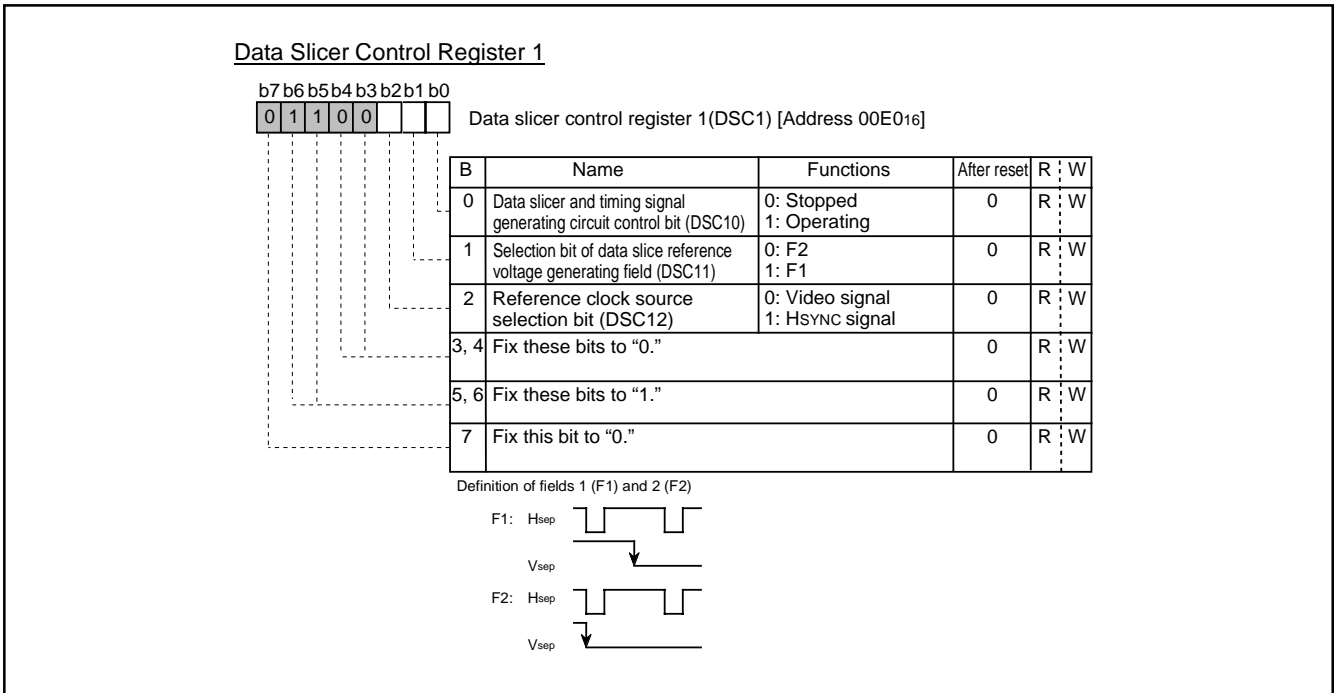 Data Slicer Control Register 1
b7 b6 b5 b4 b3 b2 b1 b0
0 1 1 0 0
Data slicer control register 1(DSC1) [Address 00E016]
B Name Functions After reset R W
0 Data slicer and timing signal generating circuit control bit (DSC10) 0: Stopped 1: Operating 0 R W
1 Selection bit of data slice reference voltage generating field (DSC11) 0: F2 1: F1 0 R W
2 Reference clock source selection bit (DSC12) 0: Video signal 1: HSYNC signal 0 R W
3, 4 Fix these bits to “0.” 0 R W
5, 6 Fix these bits to “1.” 0 R W
7 Fix this bit to “0.” 0 R W
Definition of fields 1 (F1) and 2 (F2)
F1: Hsep
Vsep
F2: Hsep
Vsep